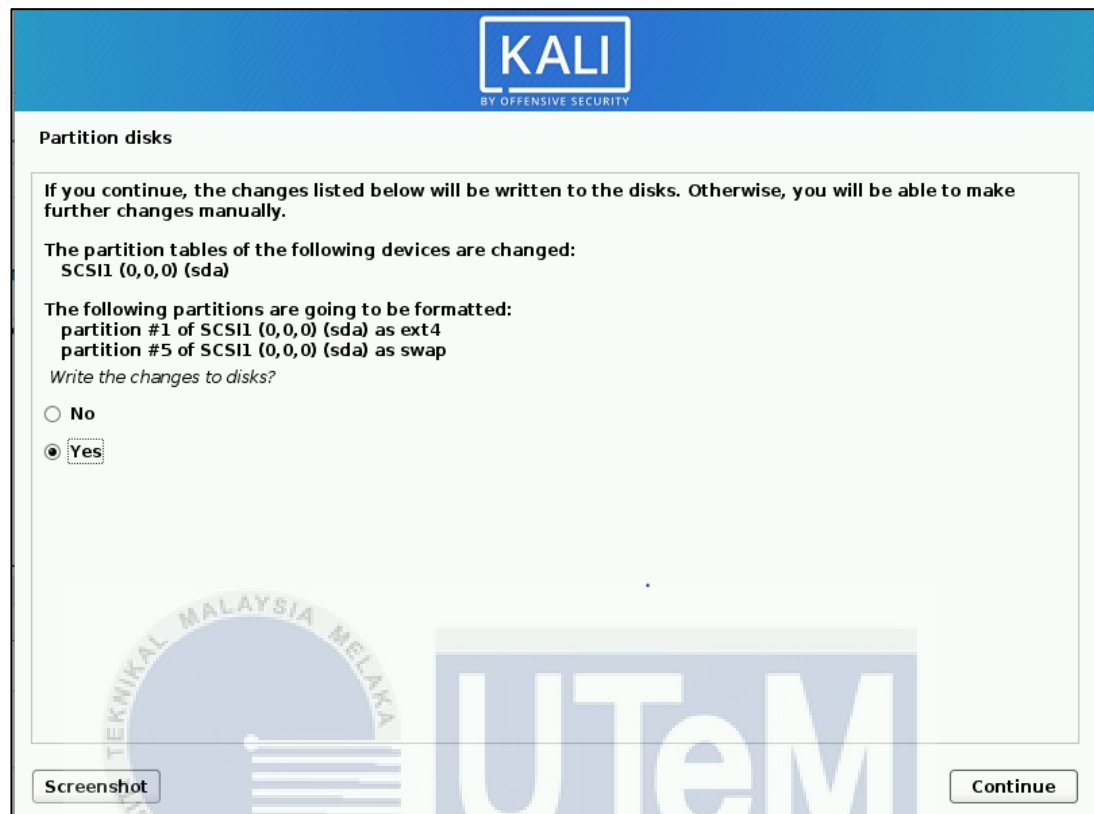 KALI
BY OFFENSIVE SECURITY
Partition disks
If you continue, the changes listed below will be written to the disks. Otherwise, you will be able to make
further changes manually.
The partition tables of the following devices are changed:
SCSI1 (0,0,0) (sda)
The following partitions are going to be formatted:
partition #1 of SCSI1 (0,0,0) (sda) as ext4
partition #5 of SCSI1 (0,0,0) (sda) as swap
Write the changes to disks?
No
Yes
TEKNIKAL MALAYSIA MELAKA
UTeM
Screenshot
Continue